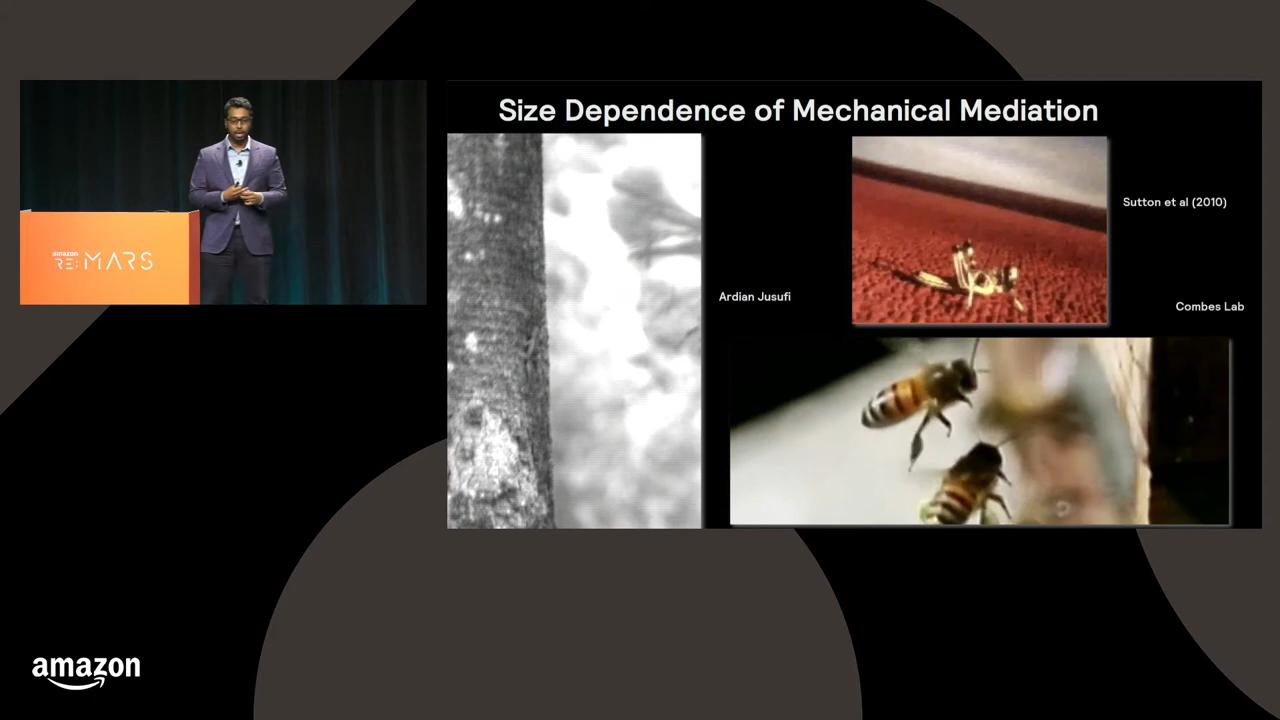 Size Dependence of Mechanical Mediation
Sutton et al (2010)
Ardian Jusufi
Combes Lab
amazon
RE:MARS
amazon